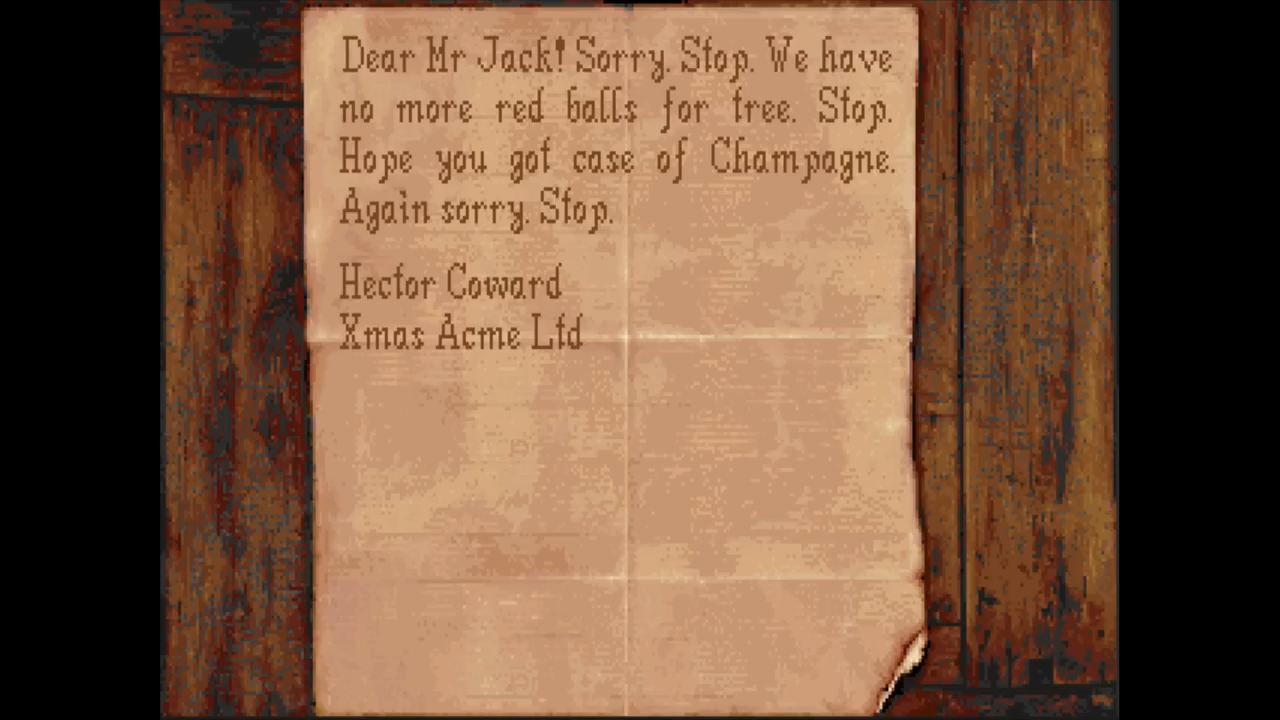 Dear Mr Jack! Sorry. Stop. We have
no more red balls for tree. Stop.
Hope you got case of Champagne.
Again sorry. Stop.
Hector Coward
Xmas Acme Ltd